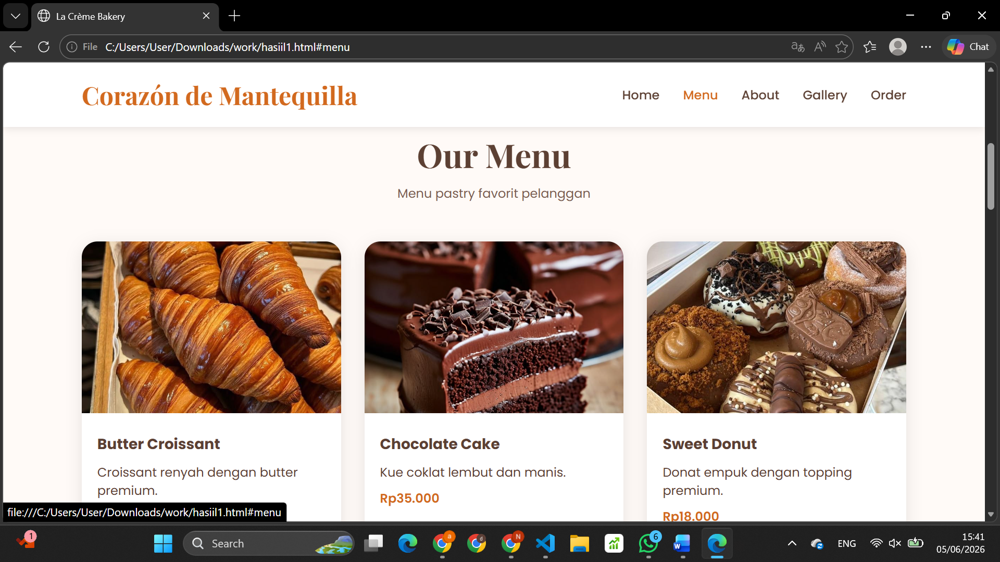 La Crème Bakery
File C:/Users/User/Downloads/work/hasiil1.html#menu
Chat
Corazón de Mantequilla
Home Menu About Gallery Order
Our Menu
Menu pastry favorit pelanggan
Butter Croissant
Croissant renyah dengan butter
premium.
Chocolate Cake
Kue coklat lembut dan manis.
Rp35.000
Sweet Donut
Donat empuk dengan topping
premium.
Rp18.000
file:///C:/Users/User/Downloads/work/hasiil1.html#menu
1
Search
a
d
N
6
W
ENG
15:41
05/06/2026